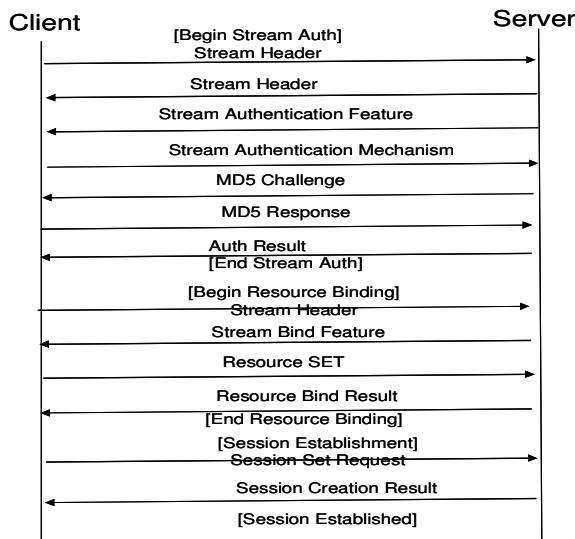 Client
Server
[Begin Stream Auth]
Stream Header
Stream Header
Stream Authentication Feature
Stream Authentication Mechanism
MD5 Challenge
MD5 Response
Auth Result
[End Stream Auth]
[Begin Resource Binding]
Stream Header
Stream Bind Feature
Resource SET
Resource Bind Result
[End Resource Binding]
[Session Establishment]
Session Set Request
Session Creation Result
[Session Established]